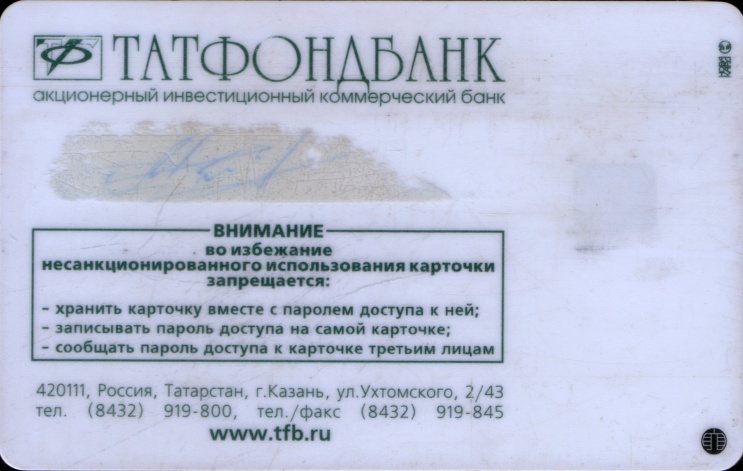 ТАТФОНДБАНК
акционерный инвестиционный коммерческий банк
ВНИМАНИЕ
во избежание
несанкционированного использования карточки
запрещается:
– хранить карточку вместе с паролем доступа к ней;
– записывать пароль доступа на самой карточке;
– сообщать пароль доступа к карточке третьим лицам
420111, Россия, Татарстан, г.Казань, ул.Ухтомского, 2/43
тел. (8432) 919-800, тел./факс (8432) 919-845
www.tfb.ru